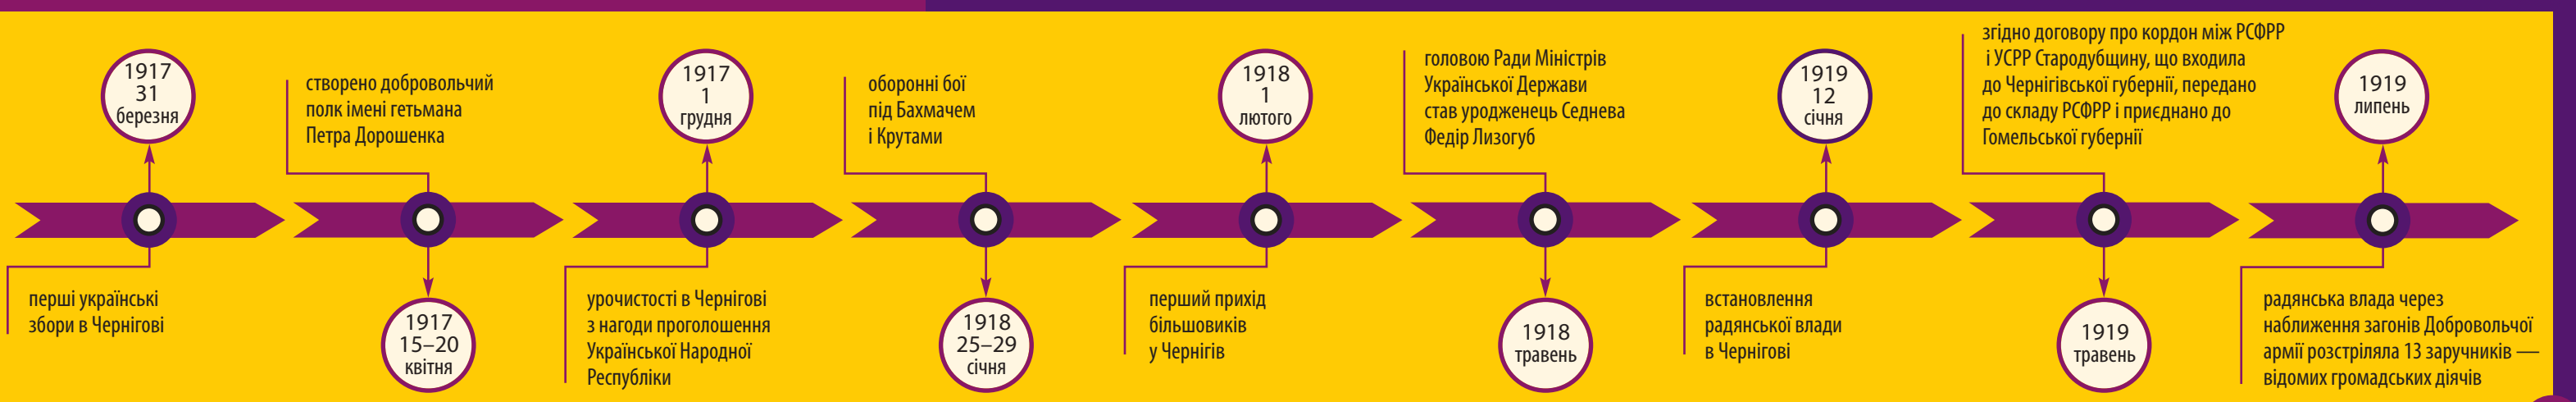 1917
31
березня
перші українські
збори в Чернігові
створено добровольчий
полк імені гетьмана
Петра Дорошенка
1917
15–20
квітня
1917
1
грудня
урочистості в Чернігові
з нагоди проголошення
Української Народної
Республіки
оборонні бої
під Бахмачем
і Крутами
1918
25–29
січня
1918
1
лютого
перший прихід
більшовиків
у Чернігів
головою Ради Міністрів
Української Держави
став уродженець Седнева
Федір Лизогуб
1918
травень
1919
12
січня
встановлення
радянської влади
в Чернігові
згідно договору про кордон між РСФРР
і УСРР Стародубщину, що входила
до Чернігівської губернії, передано
до складу РСФРР і приєднано до
Гомельської губернії
1919
травень
1919
липень
радянська влада через
наближення загонів Добровольчої
армії розстріляла 13 заручників —
відомих громадських діячів